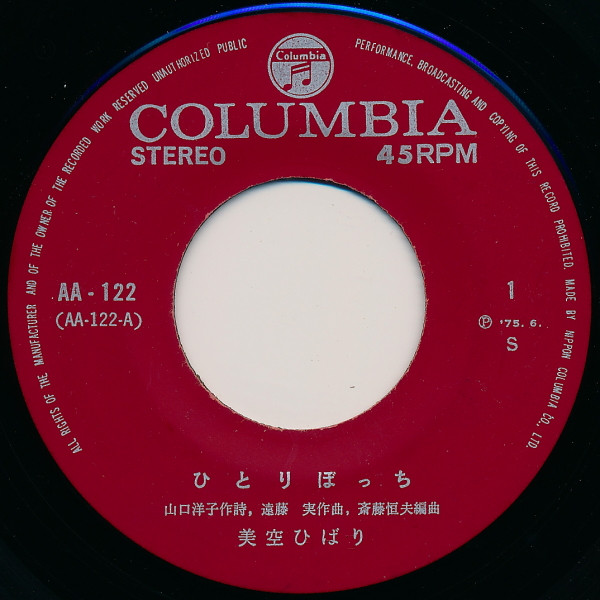 ALL RIGHTS OF THE MANUFACTURER AND OF THE OWNER OF THE RECORDED WORK RESERVED UNAUTHORIZED PUBLIC PERFORMANCE, BROADCASTING AND COPYING OF THIS RECORD PROHIBITED. MADE BY NIPPON COLUMBIA CO., LTD.
Columbia
COLUMBIA
STEREO 45RPM
AA-122 1
(AA-122-A) Ⓟ '75.6.
S
ひとりぼっち
山口洋子作詩, 遠藤 実作曲, 斎藤恒夫編曲
美空ひばり